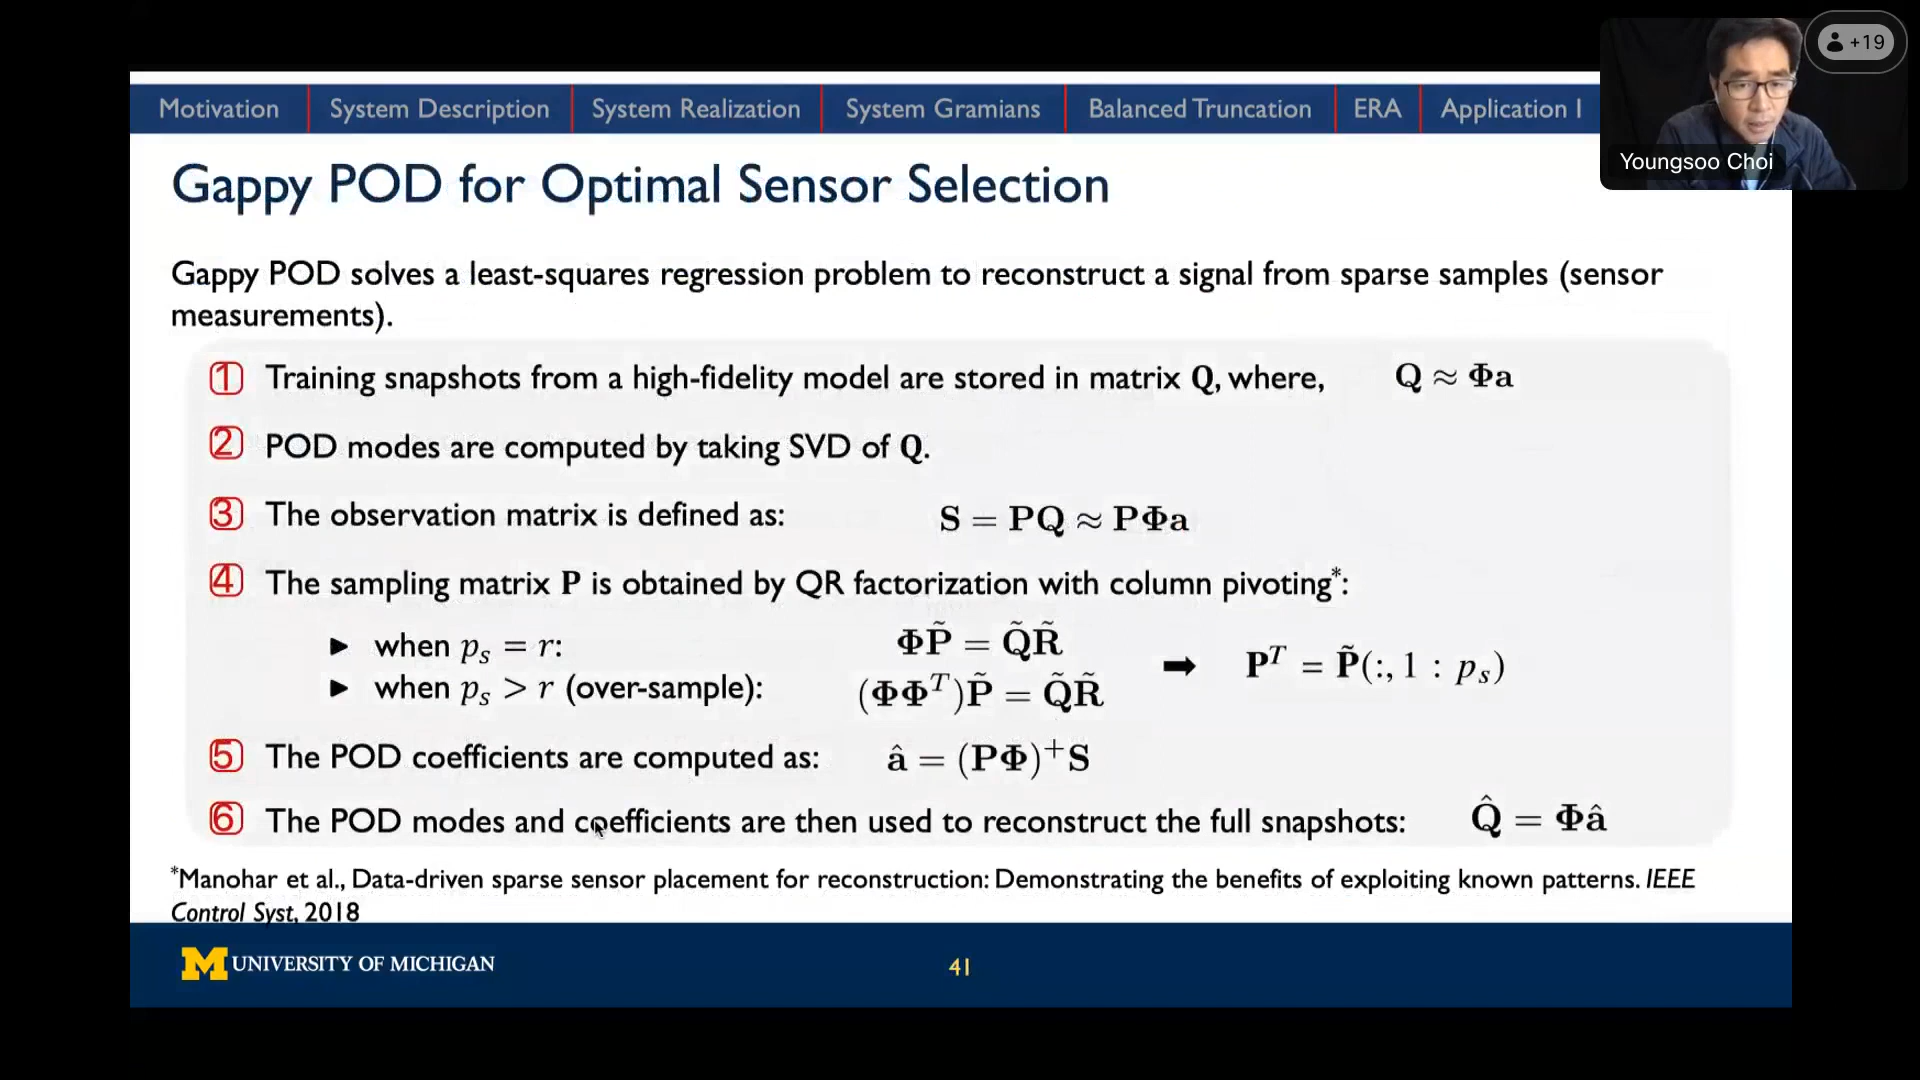 +19
Youngsoo Choi
Motivation System Description System Realization System Gramians Balanced Truncation ERA Application I
Gappy POD for Optimal Sensor Selection
Gappy POD solves a least-squares regression problem to reconstruct a signal from sparse samples (sensor
measurements).
1 Training snapshots from a high-fidelity model are stored in matrix Q, where, Q ≈ Φa
2 POD modes are computed by taking SVD of Q.
3 The observation matrix is defined as: S = PQ ≈ PΦa
4 The sampling matrix P is obtained by QR factorization with column pivoting*:
► when pₛ = r: ΦP̃ = Q̃R̃
► when pₛ > r (over-sample): (ΦΦᵀ)P̃ = Q̃R̃ ➡ Pᵀ = P̃(:, 1 : pₛ)
5 The POD coefficients are computed as: â = (PΦ)⁺S
6 The POD modes and coefficients are then used to reconstruct the full snapshots: Q̂ = Φâ
*Manohar et al., Data-driven sparse sensor placement for reconstruction: Demonstrating the benefits of exploiting known patterns. IEEE
Control Syst, 2018
M UNIVERSITY OF MICHIGAN
41